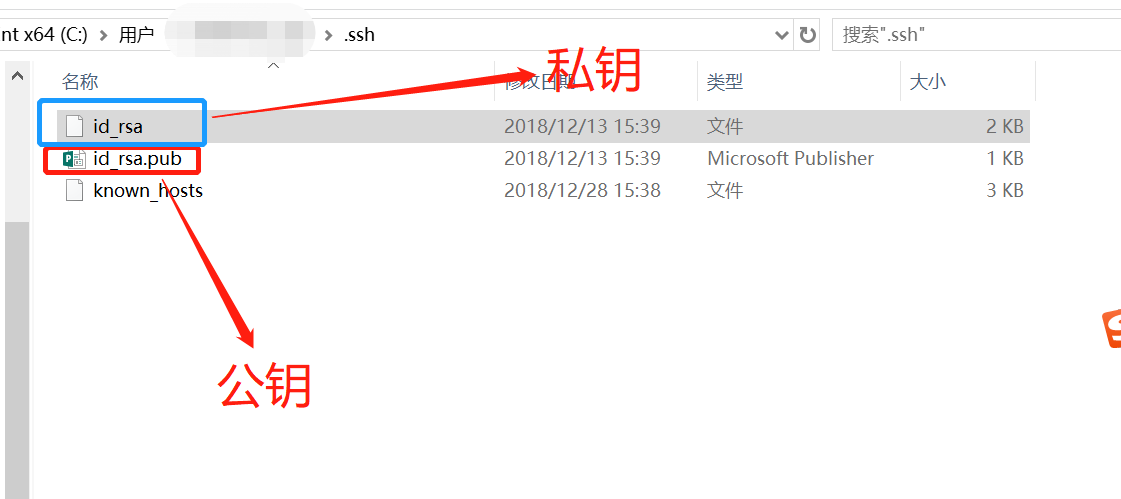 nt x64 (C:) 用户 .ssh 搜索".ssh"
私钥
名称 修改日期 类型 大小
id_rsa 2018/12/13 15:39 文件 2 KB
id_rsa.pub 2018/12/13 15:39 Microsoft Publisher 1 KB
known_hosts 2018/12/28 15:38 文件 3 KB
公钥